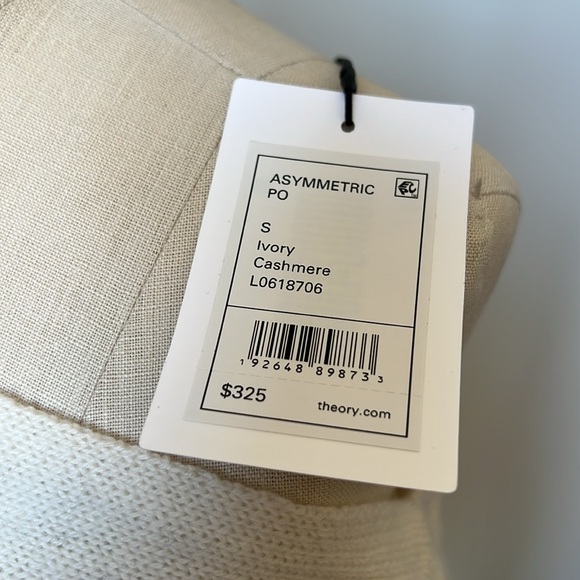 ASYMMETRIC
PO
S
Ivory
Cashmere
L0618706
1 92648 89873 3
$325
theory.com